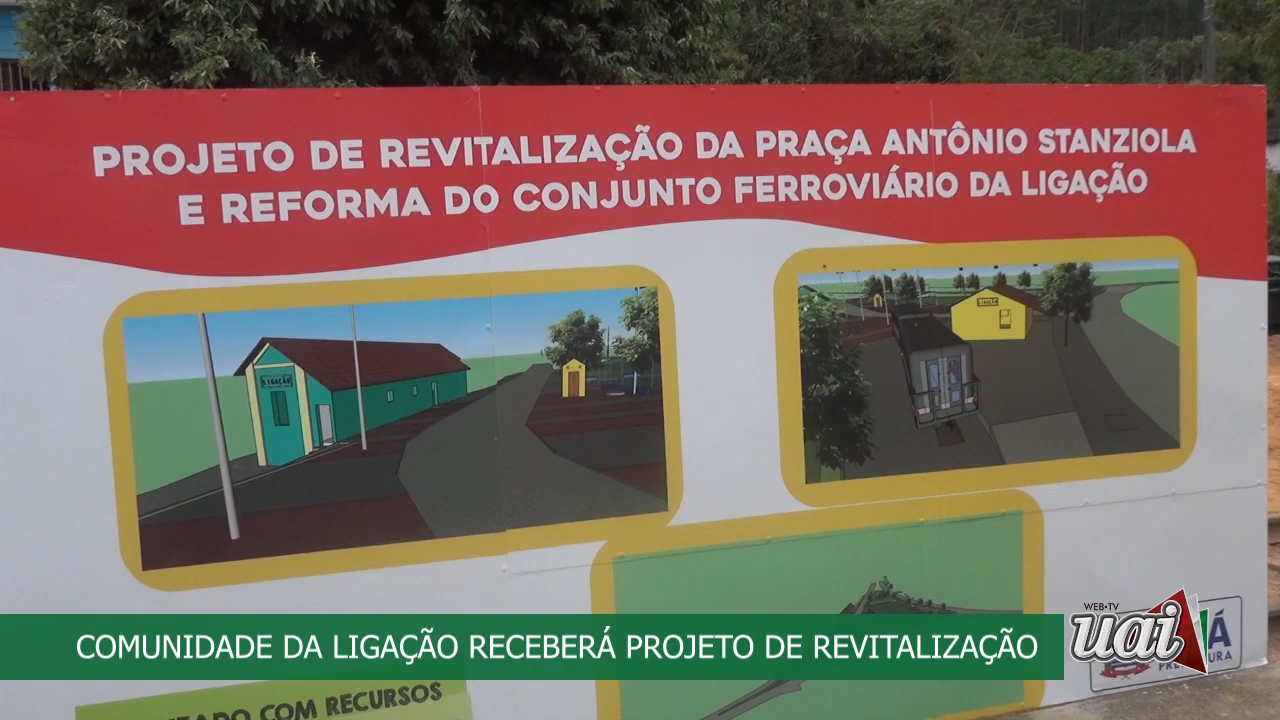 PROJETO DE REVITALIZAÇÃO DA PRAÇA ANTÔNIO STANZIOLA
E REFORMA DO CONJUNTO FERROVIÁRIO DA LIGAÇÃO
LIGAÇÃO
LIGAÇÃO
COMUNIDADE DA LIGAÇÃO RECEBERÁ PROJETO DE REVITALIZAÇÃO
WEB•TV
uai
COM RECURSOS